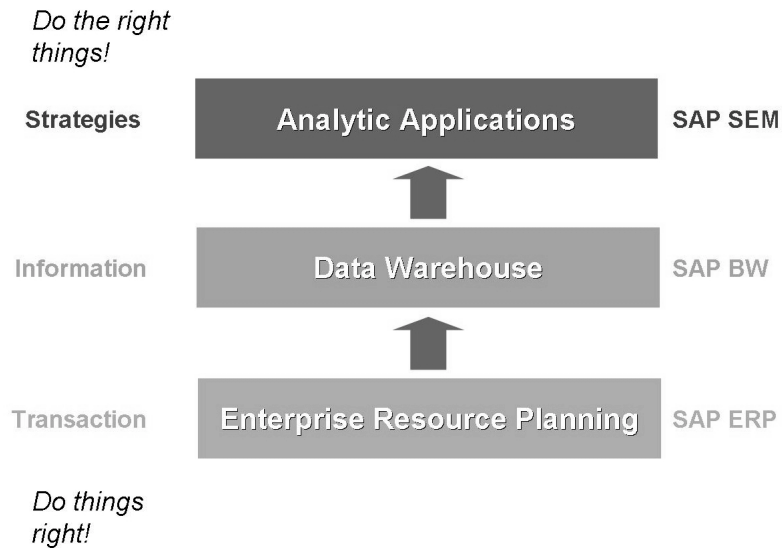 Do the right
things!
Strategies Analytic Applications SAP SEM
Information Data Warehouse SAP BW
Transaction Enterprise Resource Planning SAP ERP
Do things
right!